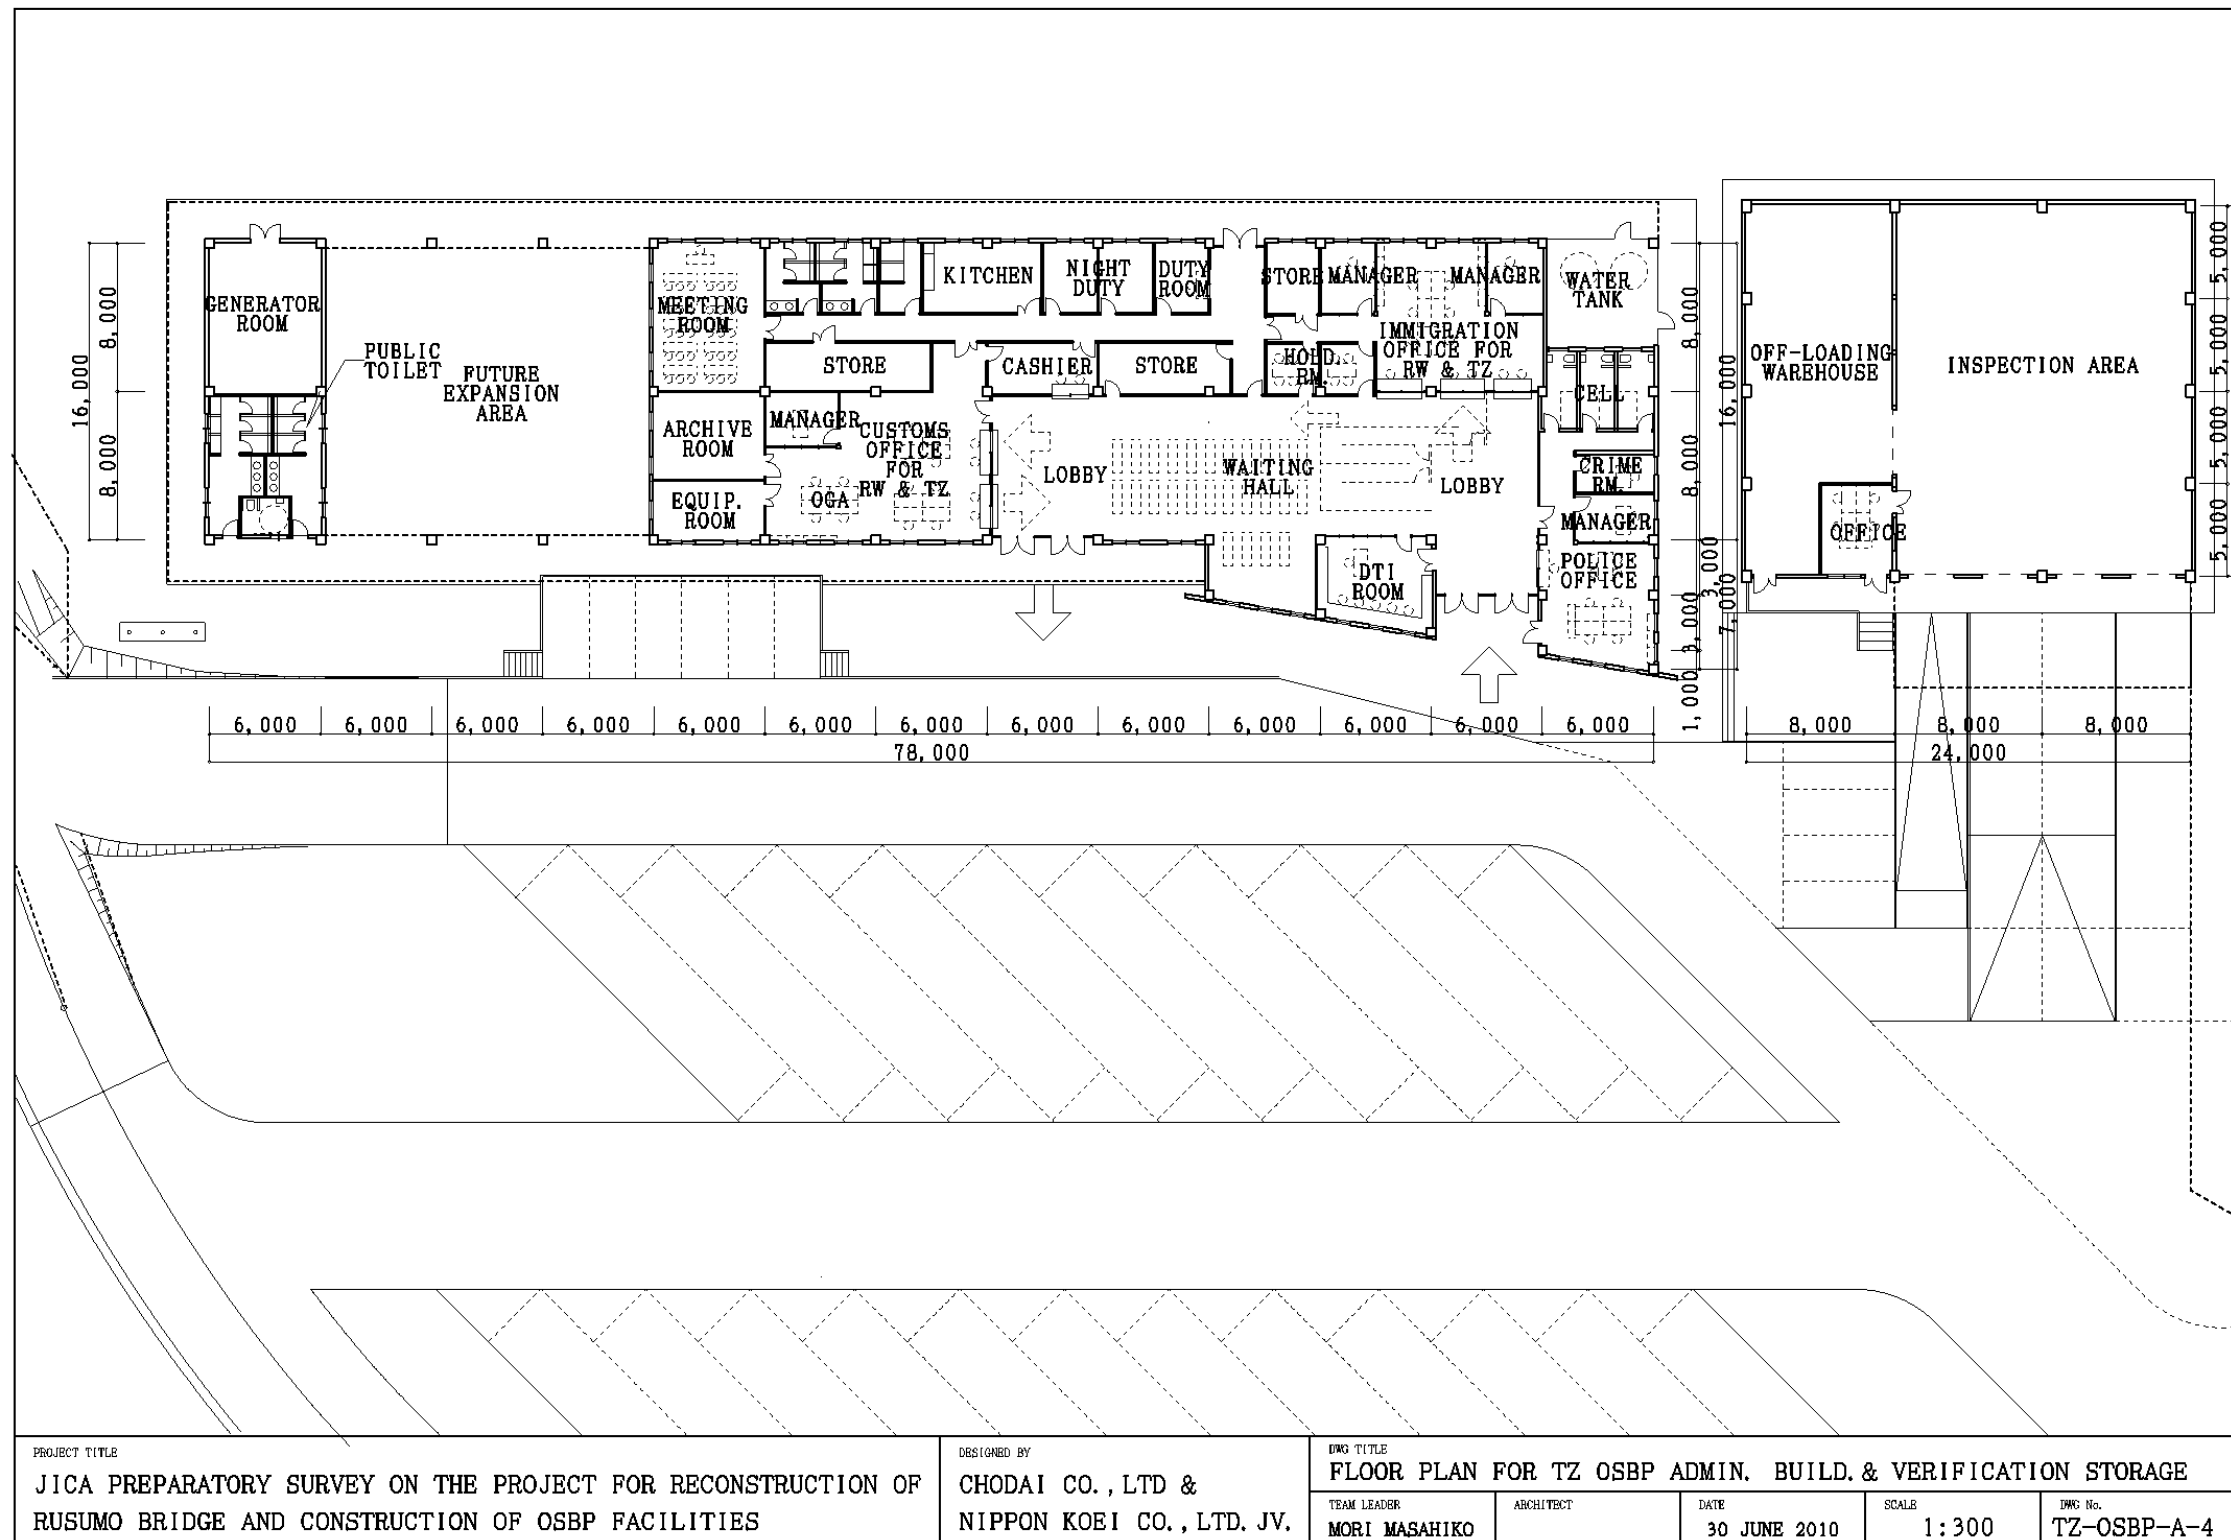 GENERATOR
ROOM
PUBLIC
TOILET
FUTURE
EXPANSION
AREA
MEETING
ROOM
ARCHIVE
ROOM
EQUIP.
ROOM
KITCHEN
NIGHT
DUTY
DUTY
ROOM
STORE
CASHIER
STORE
MANAGER
CUSTOMS
OFFICE
FOR
RW & TZ
OGA
LOBBY
WAITING
HALL
LOBBY
STORE
MANAGER
MANAGER
IMMIGRATION
OFFICE FOR
RW & TZ
HOLD.
RM.
WATER
TANK
CELL
CRIME
RM.
MANAGER
POLICE
OFFICE
DTI
ROOM
OFF-LOADING
WAREHOUSE
INSPECTION AREA
OFFICE
8,000
8,000
16,000
8,000
8,000
16,000
3,000
3,000
7,000
1,000
5,000
5,000
5,000
5,000
6,000 6,000 6,000 6,000 6,000 6,000 6,000 6,000 6,000 6,000 6,000 6,000 6,000
78,000
8,000 8,000 8,000
24,000
PROJECT TITLE
JICA PREPARATORY SURVEY ON THE PROJECT FOR RECONSTRUCTION OF
RUSUMO BRIDGE AND CONSTRUCTION OF OSBP FACILITIES
DESIGNED BY
CHODAI CO.,LTD &
NIPPON KOEI CO.,LTD. JV.
DWG TITLE
FLOOR PLAN FOR TZ OSBP ADMIN. BUILD.& VERIFICATION STORAGE
TEAM LEADER
MORI MASAHIKO
ARCHITECT
DATE
30 JUNE 2010
SCALE
1:300
DWG No.
TZ-OSBP-A-4